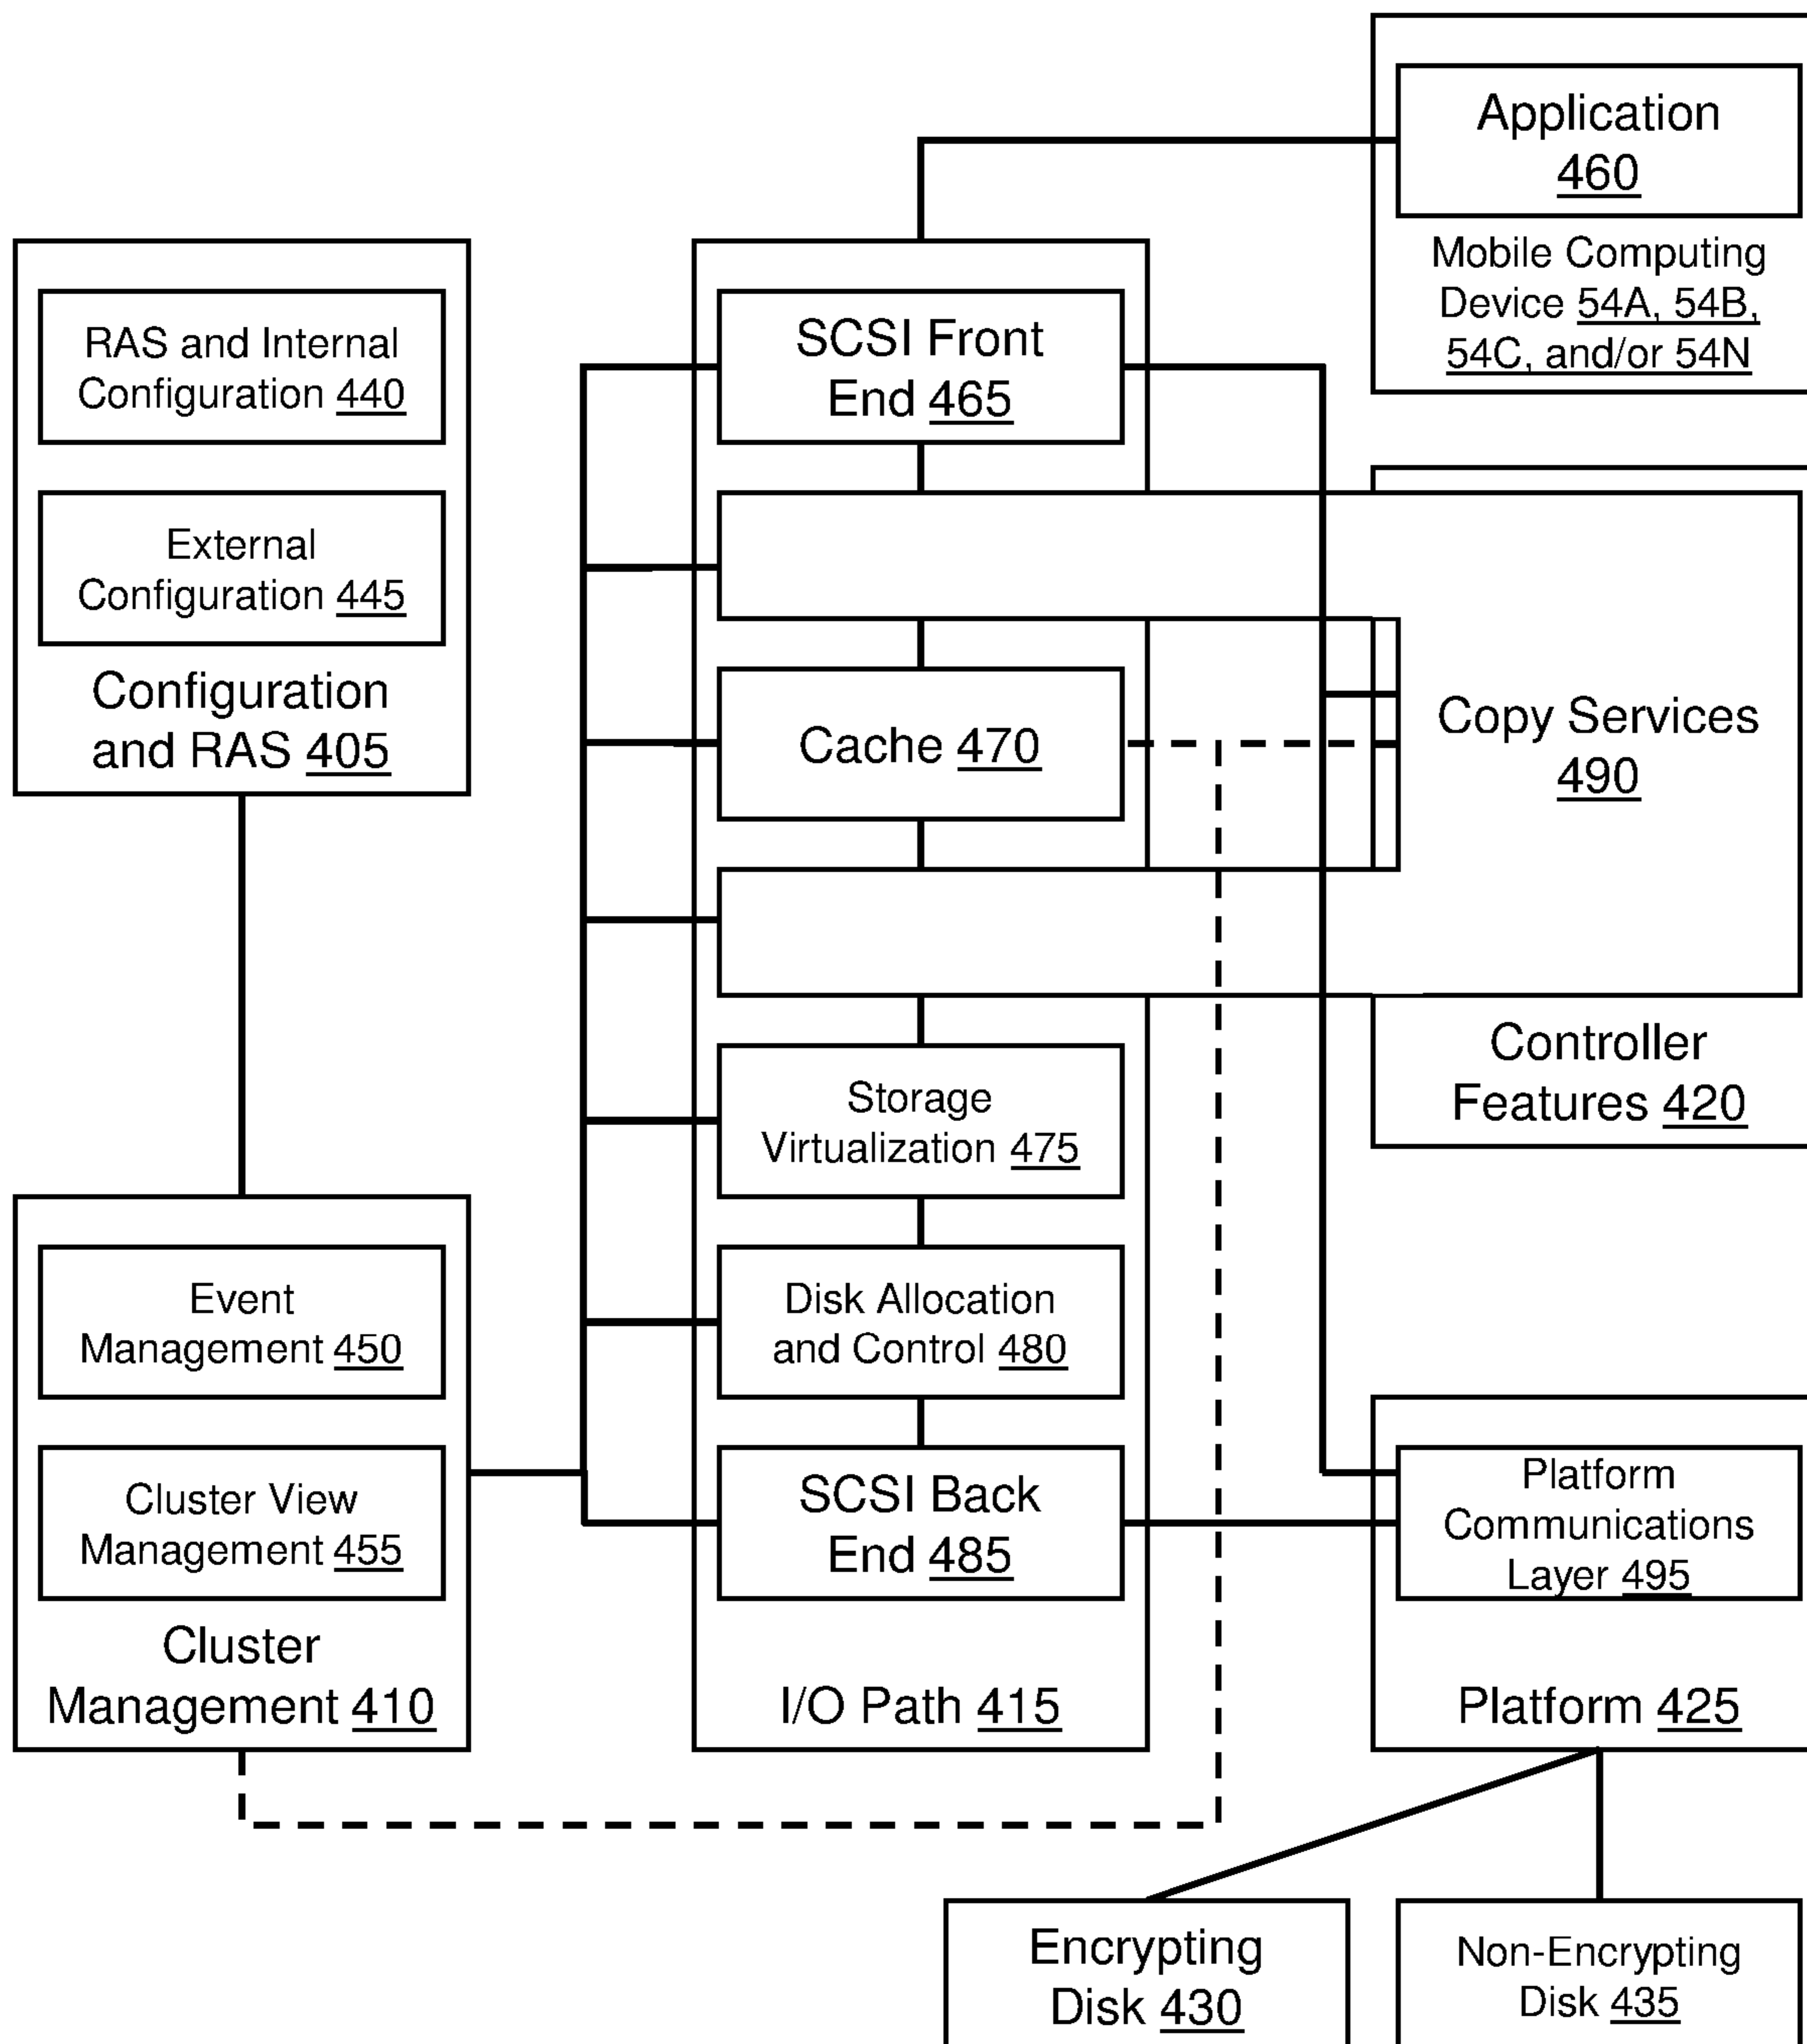 Application
460
Mobile Computing
Device 54A, 54B,
54C, and/or 54N
RAS and Internal
Configuration 440
External
Configuration 445
Configuration
and RAS 405
SCSI Front
End 465
Cache 470
Copy Services
490
Storage
Virtualization 475
Controller
Features 420
Event
Management 450
Cluster View
Management 455
Cluster
Management 410
Disk Allocation
and Control 480
SCSI Back
End 485
I/O Path 415
Platform
Communications
Layer 495
Platform 425
Encrypting
Disk 430
Non-Encrypting
Disk 435